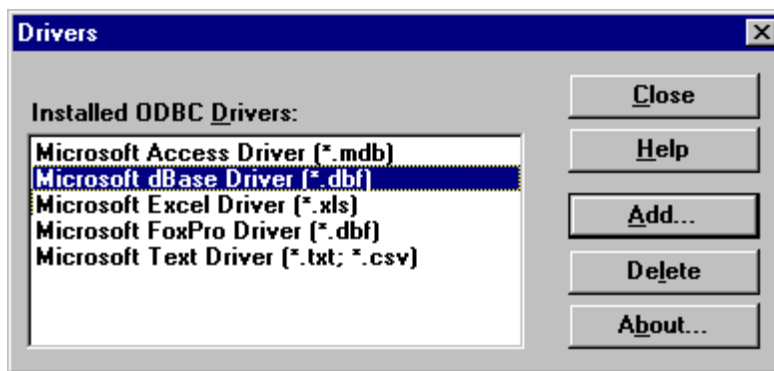 Drivers
Installed ODBC Drivers:
Microsoft Access Driver (*.mdb)
Microsoft dBase Driver (*.dbf)
Microsoft Excel Driver (*.xls)
Microsoft FoxPro Driver (*.dbf)
Microsoft Text Driver (*.txt; *.csv)
Close
Help
Add...
Delete
About...